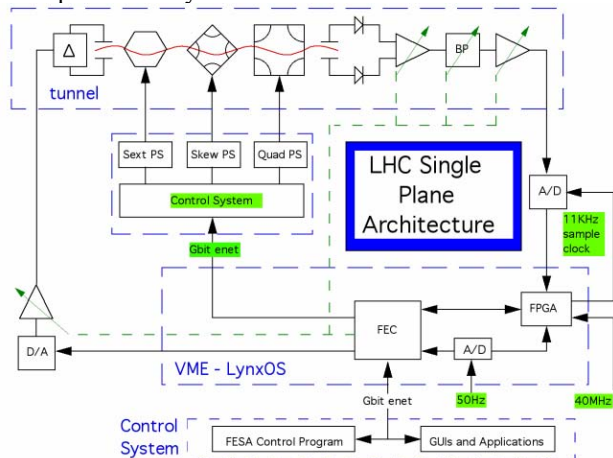 Δ
BP
tunnel
Sext PS
Skew PS
Quad PS
Control System
Gbit enet
LHC Single
Plane
Architecture
A/D
11KHz
sample
clock
FPGA
FEC
A/D
D/A
VME - LynxOS
Gbit enet
50Hz
40MHz
Control
System
FESA Control Program
GUIs and Applications